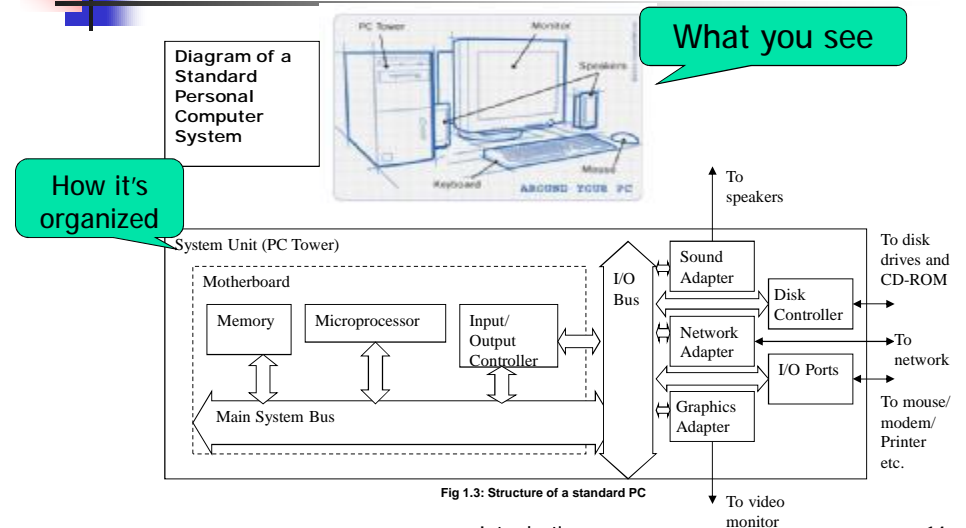 What you see
Diagram of a
Standard
Personal
Computer
System
PC Tower
Monitor
Speakers
Keyboard
Mouse
AROUND YOUR PC
How it's
organized
To
speakers
System Unit (PC Tower)
Motherboard
Memory
Microprocessor
Input/
Output
Controller
Main System Bus
I/O
Bus
Sound
Adapter
Disk
Controller
Network
Adapter
I/O Ports
Graphics
Adapter
To disk
drives and
CD-ROM
To
network
To mouse/
modem/
Printer
etc.
Fig 1.3: Structure of a standard PC
To video
monitor